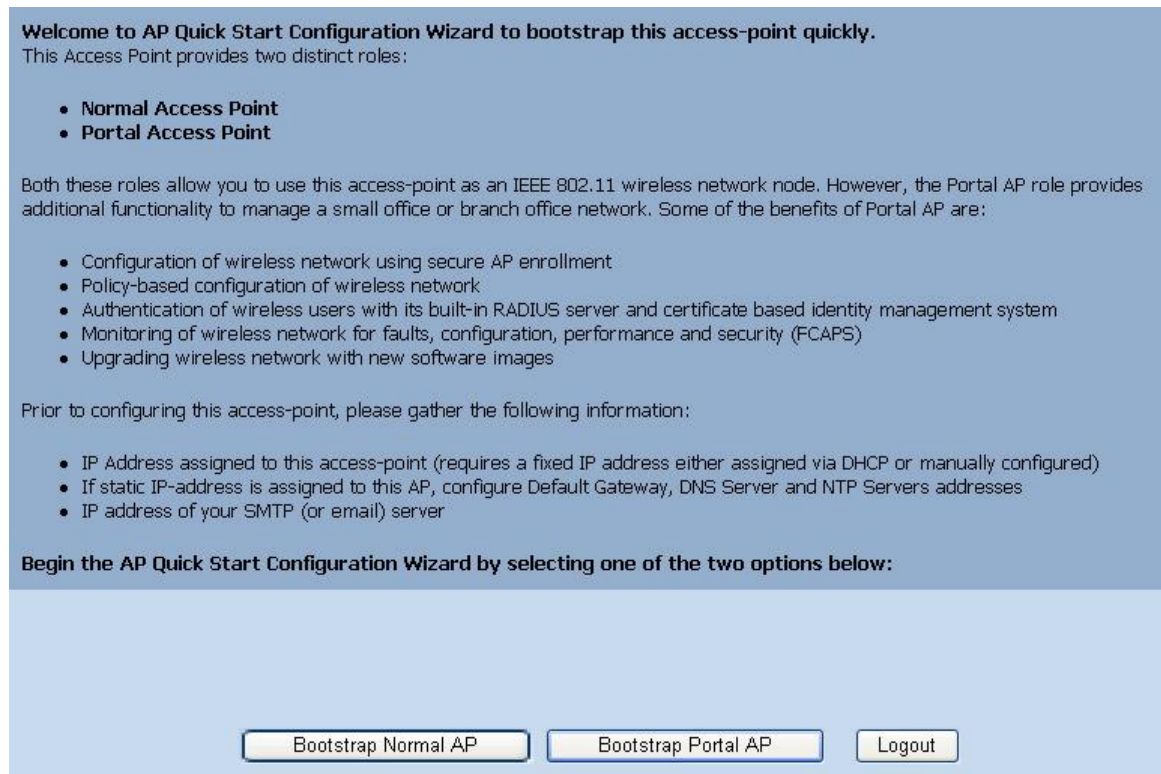 Welcome to AP Quick Start Configuration Wizard to bootstrap this access-point quickly.
This Access Point provides two distinct roles:
• Normal Access Point
• Portal Access Point
Both these roles allow you to use this access-point as an IEEE 802.11 wireless network node. However, the Portal AP role provides
additional functionality to manage a small office or branch office network. Some of the benefits of Portal AP are:
• Configuration of wireless network using secure AP enrollment
• Policy-based configuration of wireless network
• Authentication of wireless users with its built-in RADIUS server and certificate based identity management system
• Monitoring of wireless network for faults, configuration, performance and security (FCAPS)
• Upgrading wireless network with new software images
Prior to configuring this access-point, please gather the following information:
• IP Address assigned to this access-point (requires a fixed IP address either assigned via DHCP or manually configured)
• If static IP-address is assigned to this AP, configure Default Gateway, DNS Server and NTP Servers addresses
• IP address of your SMTP (or email) server
Begin the AP Quick Start Configuration Wizard by selecting one of the two options below:
Bootstrap Normal AP Bootstrap Portal AP Logout